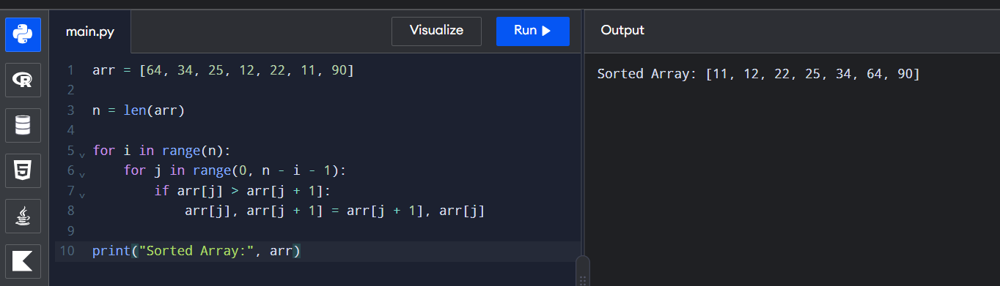 main.py
Visualize
Run
Output
1 arr = [64, 34, 25, 12, 22, 11, 90]
2
3 n = len(arr)
4
5 for i in range(n):
6     for j in range(0, n - i - 1):
7         if arr[j] > arr[j + 1]:
8             arr[j], arr[j + 1] = arr[j + 1], arr[j]
9
10 print("Sorted Array:", arr)
Sorted Array: [11, 12, 22, 25, 34, 64, 90]
R
5